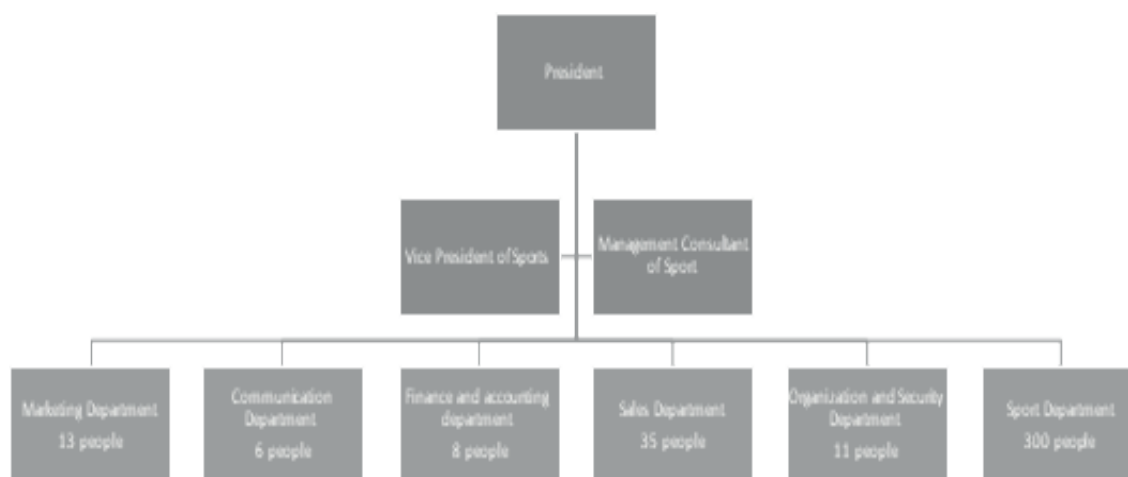 President
Vice President of Sports
Management Consultant
of Sport
Marketing Department
13 people
Communication
Department
6 people
Finance and accounting
department
8 people
Sales Department
35 people
Organization and Security
Department
11 people
Sport Department
300 people